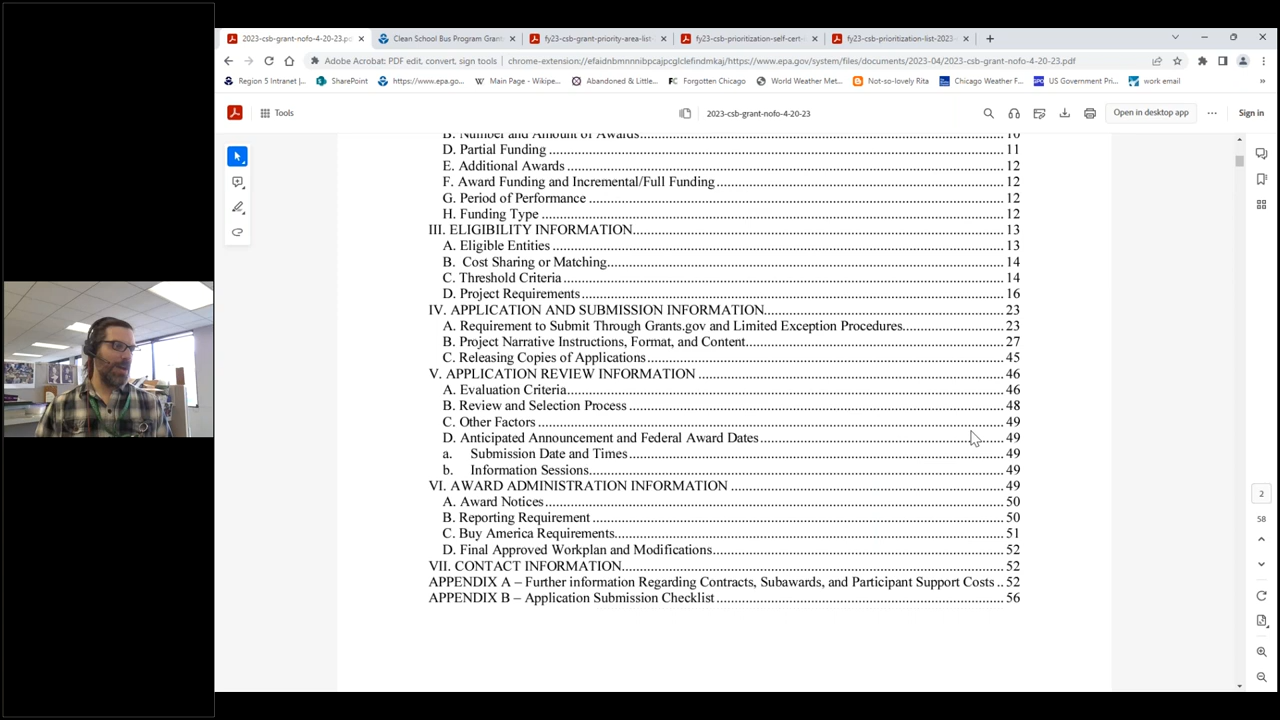 2023-csb-grant-nofo-4-20-23.pd
Clean School Bus Program Grant
fy23-csb-grant-priority-area-list-
fy23-csb-prioritization-self-cert-
fy23-csb-prioritization-list-2023-
Adobe Acrobat: PDF edit, convert, sign tools | chrome-extension://efaidnbmnnnibpcajpcglclefindmkaj/https://www.epa.gov/system/files/documents/2023-04/2023-csb-grant-nofo-4-20-23.pdf
Region 5 Intranet |... SharePoint https://www.epa.go... Main Page - Wikipe... Abandoned & Little... Forgotten Chicago World Weather Met... Not-so-lovely Rista Chicago Weather F... US Government Pri... work email
Tools
2023-csb-grant-nofo-4-20-23
Open in desktop app
Sign in
B. Number and Amount of Awards 10
D. Partial Funding 11
E. Additional Awards 12
F. Award Funding and Incremental/Full Funding 12
G. Period of Performance 12
H. Funding Type 12
III. ELIGIBILITY INFORMATION 13
A. Eligible Entities 13
B. Cost Sharing or Matching 14
C. Threshold Criteria 14
D. Project Requirements 16
IV. APPLICATION AND SUBMISSION INFORMATION 23
A. Requirement to Submit Through Grants.gov and Limited Exception Procedures 23
B. Project Narrative Instructions, Format, and Content 27
C. Releasing Copies of Applications 45
V. APPLICATION REVIEW INFORMATION 46
A. Evaluation Criteria 46
B. Review and Selection Process 48
C. Other Factors 49
D. Anticipated Announcement and Federal Award Dates 49
a. Submission Date and Times 49
b. Information Sessions 49
VI. AWARD ADMINISTRATION INFORMATION 49
A. Award Notices 50
B. Reporting Requirement 50
C. Buy America Requirements 51
D. Final Approved Workplan and Modifications 52
VII. CONTACT INFORMATION 52
APPENDIX A – Further information Regarding Contracts, Subawards, and Participant Support Costs .. 52
APPENDIX B – Application Submission Checklist 56
2
58